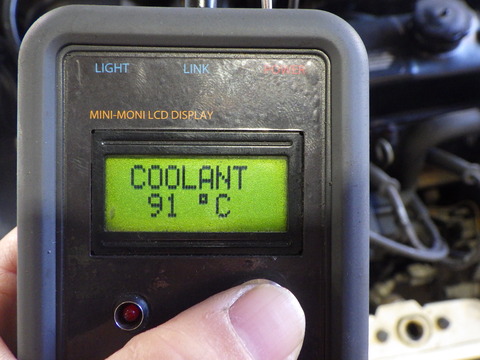 LIGHT LINK POWER
MINI-MONI LCD DISPLAY
COOLANT
91 °C